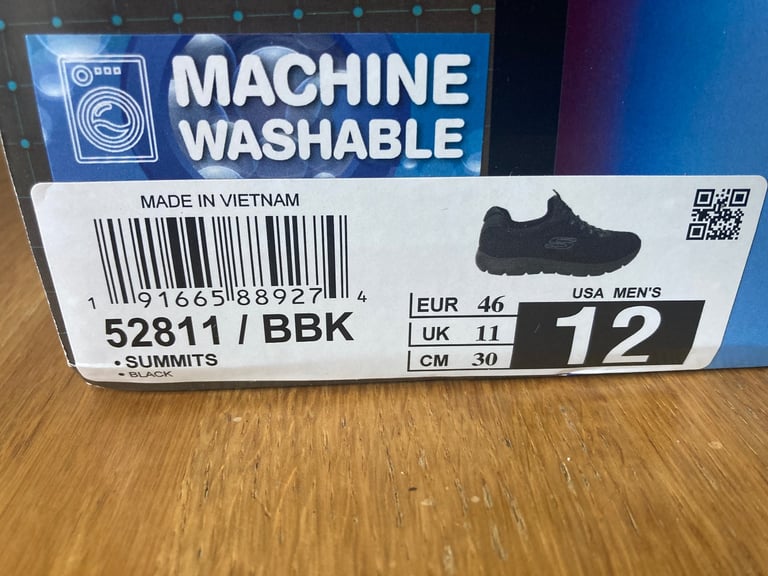 MACHINE
WASHABLE
MADE IN VIETNAM
1 91665 88927 4
52811 / BBK
• SUMMITS
• BLACK
EUR 46
UK 11
CM 30
USA MEN'S
12